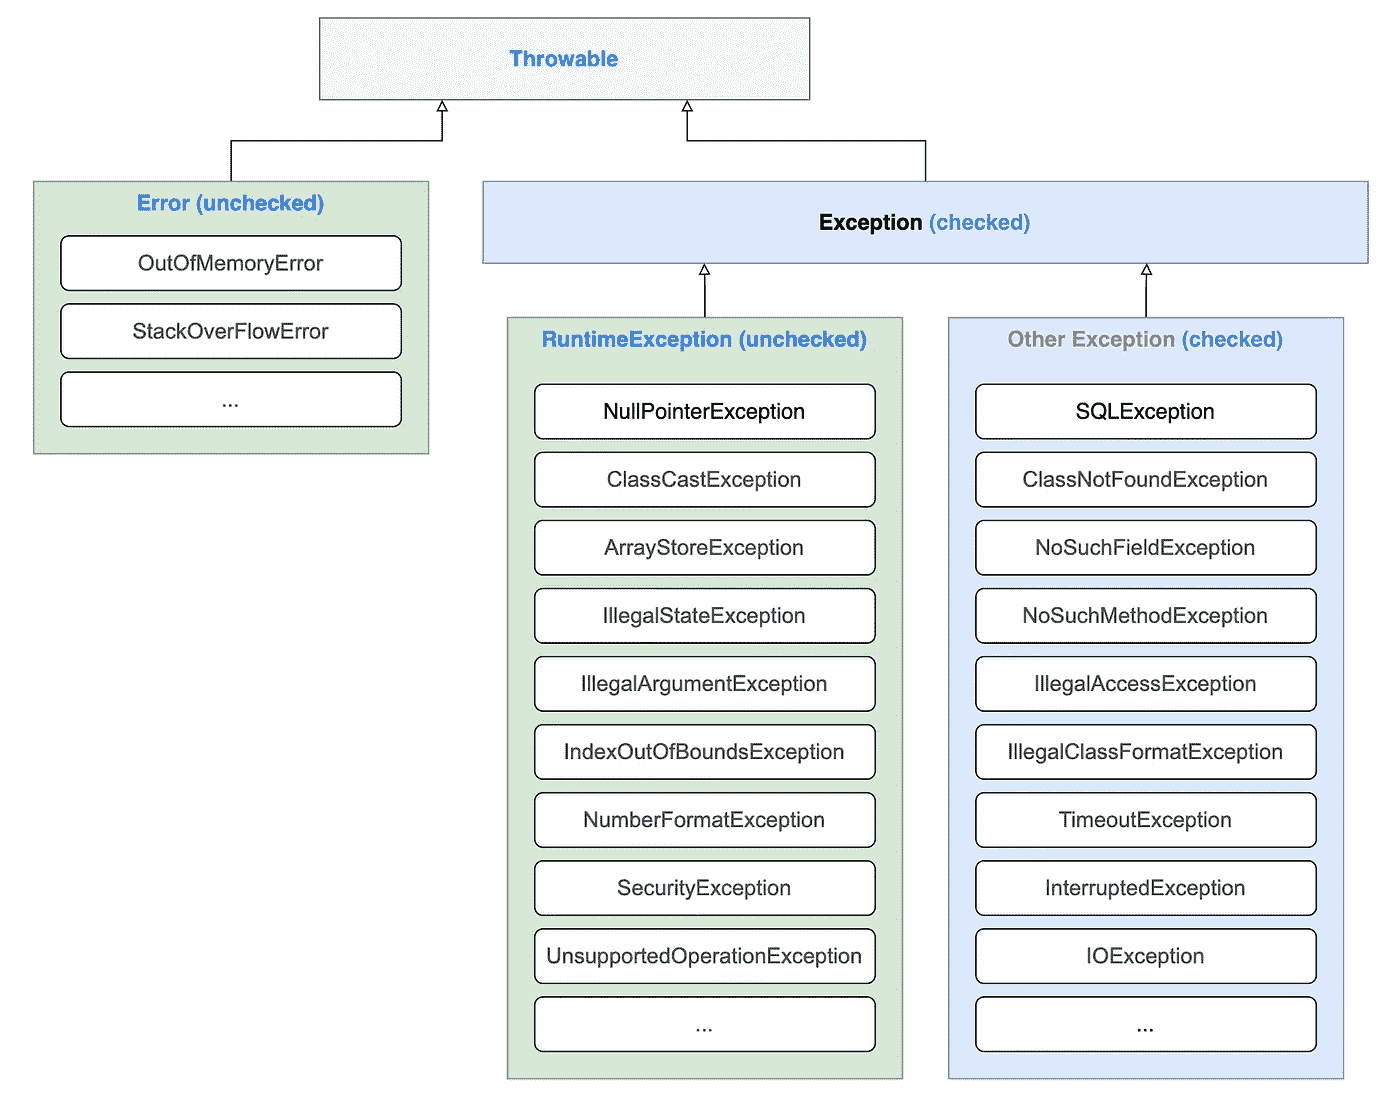 Throwable
Error (unchecked)
OutOfMemoryError
StackOverFlowError
...
Exception (checked)
RuntimeException (unchecked)
NullPointerException
ClassCastException
ArrayStoreException
IllegalStateException
IllegalArgumentException
IndexOutOfBoundsException
NumberFormatException
SecurityException
UnsupportedOperationException
...
Other Exception (checked)
SQLException
ClassNotFoundException
NoSuchFieldException
NoSuchMethodException
IllegalAccessException
IllegalClassFormatException
TimeoutException
InterruptedException
IOException
...